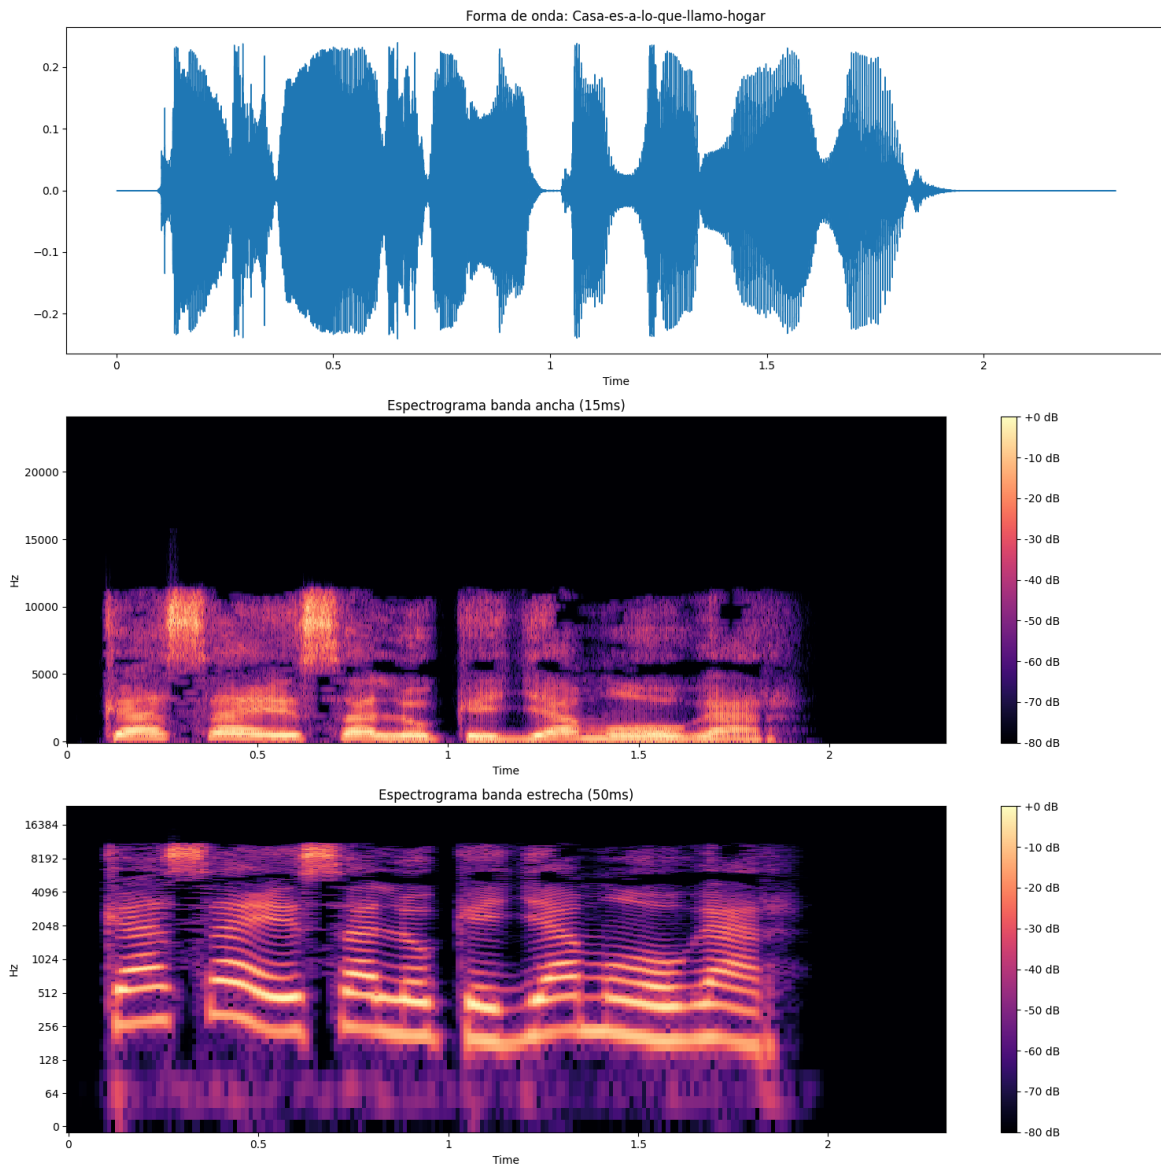 Forma de onda: Casa-es-a-lo-que-llamo-hogar
0.2
0.1
0.0
−0.1
−0.2
0 0.5 1 1.5 2
Time
Espectrograma banda ancha (15ms)
Hz
20000
15000
10000
5000
0
0 0.5 1 1.5 2
Time
+0 dB
-10 dB
-20 dB
-30 dB
-40 dB
-50 dB
-60 dB
-70 dB
-80 dB
Espectrograma banda estrecha (50ms)
Hz
16384
8192
4096
2048
1024
512
256
128
64
0
0 0.5 1 1.5 2
Time
+0 dB
-10 dB
-20 dB
-30 dB
-40 dB
-50 dB
-60 dB
-70 dB
-80 dB